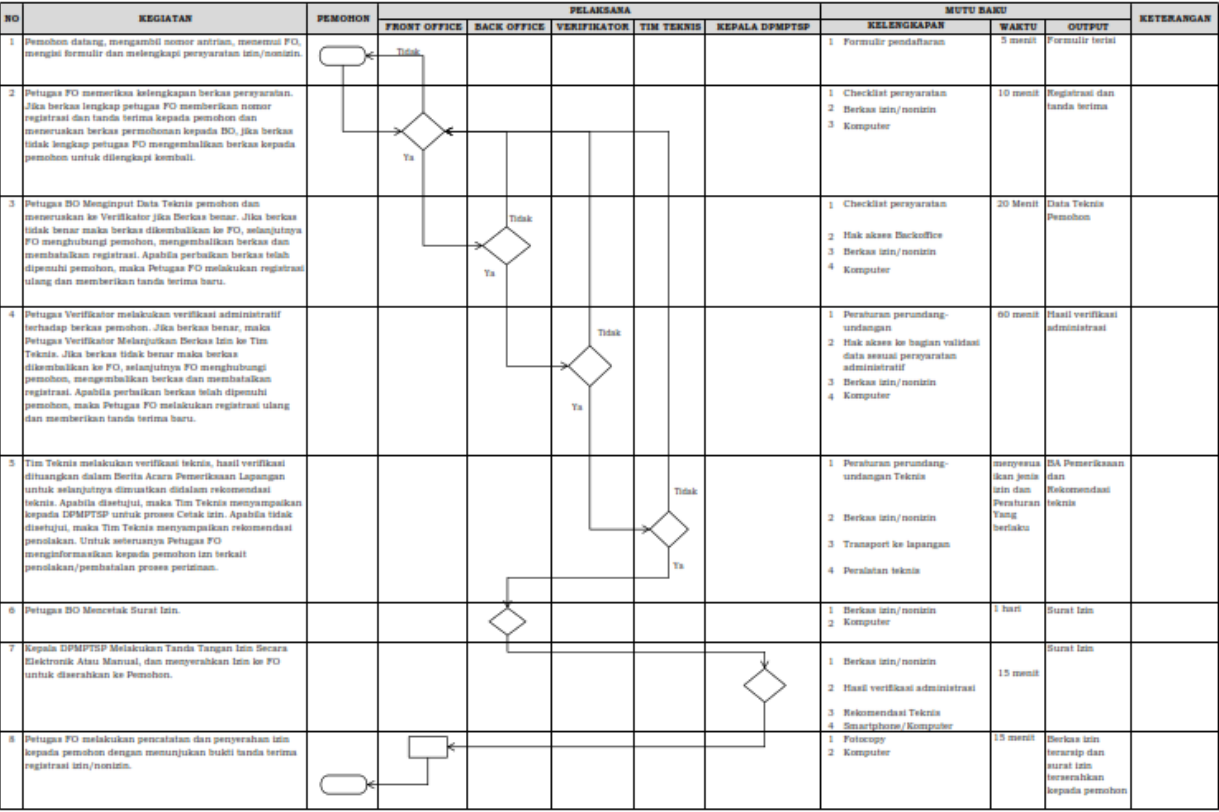 NO
KEGIATAN
PEMOHON
PELAKSANA
MUTU BAKU
KETERANGAN
FRONT OFFICE
BACK OFFICE
VERIFIKATOR
TIM TEKNIS
KEPALA DPMPTSP
KELENGKAPAN
WAKTU
OUTPUT
1
Pemohon datang, mengambil nomor antrian, menemui FO,
mengisi formulir dan melengkapi persyaratan izin/nonizin.
Tidak
1 Formulir pendaftaran
5 menit
Formulir terisi
2
Petugas FO memeriksa kelengkapan berkas persyaratan.
Jika berkas lengkap petugas FO memberikan nomor
registrasi dan tanda terima kepada pemohon dan
meneruskan berkas permohonan kepada BO, jika berkas
tidak lengkap petugas FO mengembalikan berkas kepada
pemohon untuk dilengkapi kembali.
Ya
1 Checklist persyaratan
2 Berkas izin/nonizin
3 Komputer
10 menit
Registrasi dan
tanda terima
3
Petugas BO Menginput Data Teknis pemohon dan
meneruskan ke Verifikator jika Berkas benar. Jika berkas
tidak benar maka berkas dikembalikan ke FO, selanjutnya
FO menghubungi pemohon, mengembalikan berkas dan
membatalkan registrasi. Apabila perbaikan berkas telah
dipenuhi pemohon, maka Petugas FO melakukan registrasi
ulang dan memberikan tanda terima baru.
Tidak
Ya
1 Checklist persyaratan
2 Hak akses Backoffice
3 Berkas izin/nonizin
4 Komputer
20 Menit
Data Teknis
Pemohon
4
Petugas Verifikator melakukan verifikasi administratif
terhadap berkas pemohon. Jika berkas benar, maka
Petugas Verifikator Melanjutkan Berkas Izin ke Tim
Teknis. Jika berkas tidak benar maka berkas
dikembalikan ke FO, selanjutnya FO menghubungi
pemohon, mengembalikan berkas dan membatalkan
registrasi. Apabila perbaikan berkas telah dipenuhi
pemohon, maka Petugas FO melakukan registrasi ulang
dan memberikan tanda terima baru.
Tidak
Ya
1 Peraturan perundang-
undangan
2 Hak akses ke bagian validasi
data sesuai persyaratan
administratif
3 Berkas izin/nonizin
4 Komputer
60 menit
Hasil verifikasi
administrasi
5
Tim Teknis melakukan verifikasi teknis, hasil verifikasi
dituangkan dalam Berita Acara Pemeriksaan Lapangan
untuk selanjutnya dimuatkan didalam rekomendasi
teknis. Apabila disetujui, maka Tim Teknis menyampaikan
kepada DPMPTSP untuk proses Cetak izin. Apabila tidak
disetujui, maka Tim Teknis menyampaikan rekomendasi
penolakan. Untuk seterusnya Petugas FO
menginformasikan kepada pemohon izn terkait
penolakan/pembatalan proses perizinan.
Tidak
Ya
1 Peraturan perundang-
undangan Teknis
2 Berkas izin/nonizin
3 Transport ke lapangan
4 Peralatan teknis
menyesua
ikan jenis
izin dan
Peraturan
Yang
berlaku
BA Pemeriksaan
dan
Rekomendasi
teknis
6
Petugas BO Mencetak Surat Izin.
1 Berkas izin/nonizin
2 Komputer
1 hari
Surat Izin
7
Kepala DPMPTSP Melakukan Tanda Tangan Izin Secara
Elektronik Atau Manual, dan menyerahkan Izin ke FO
untuk diserahkan ke Pemohon.
1 Berkas izin/nonizin
2 Hasil verifikasi administrasi
3 Rekomendasi Teknis
4 Smartphone/Komputer
15 menit
Surat Izin
8
Petugas FO melakukan pencatatan dan penyerahan izin
kepada pemohon dengan menunjukan bukti tanda terima
registrasi izin/nonizin.
1 Fotocopy
2 Komputer
15 menit
Berkas izin
terarsip dan
surat izin
terserahkan
kepada pemohon